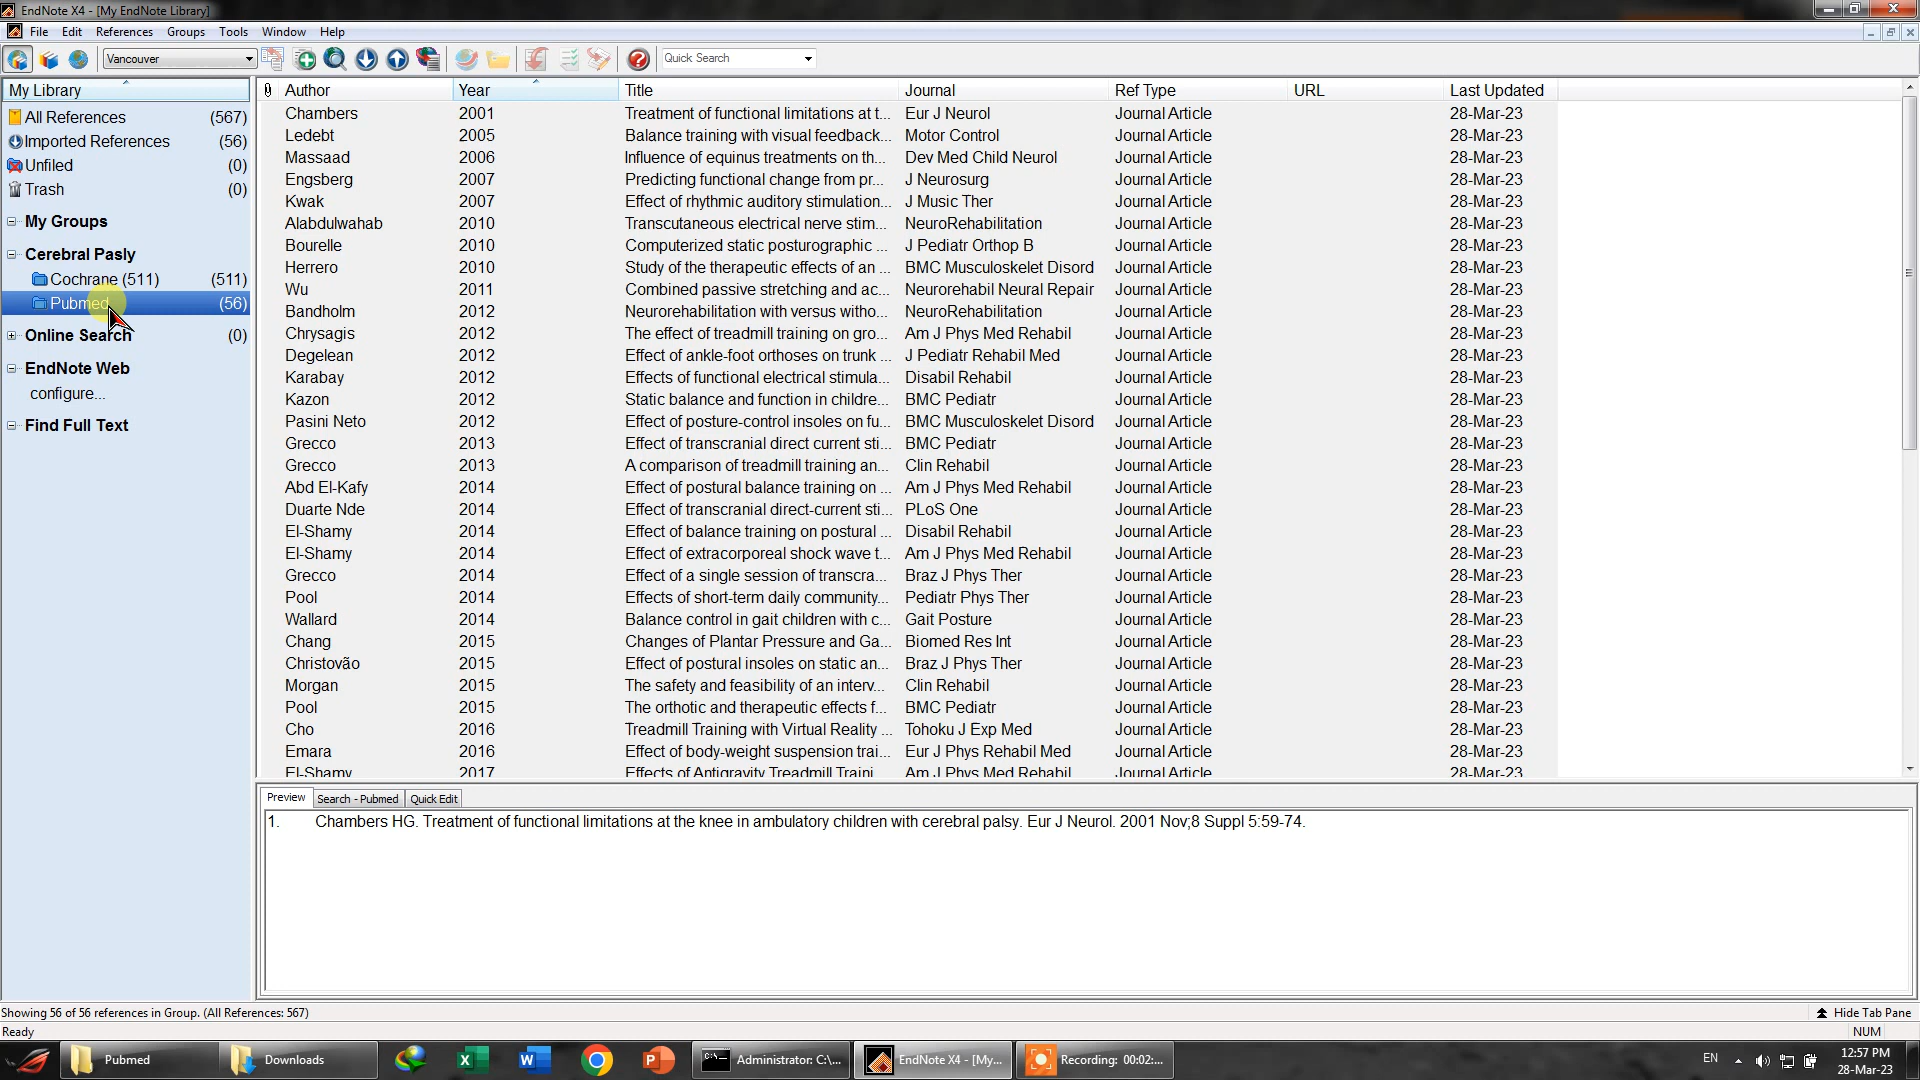 EndNote X4 - [My EndNote Library]
File Edit References Groups Tools Window Help
Vancouver Quick Search
My Library
All References (567)
Imported References (56)
Unfiled (0)
Trash (0)
My Groups
Cerebral Pasly
Cochrane (511) (511)
Pubmed (56)
Online Search (0)
EndNote Web
configure...
Find Full Text
Author Year Title Journal Ref Type URL Last Updated
Chambers 2001 Treatment of functional limitations at t... Eur J Neurol Journal Article 28-Mar-23
Ledebt 2005 Balance training with visual feedback... Motor Control Journal Article 28-Mar-23
Massaad 2006 Influence of equinus treatments on th... Dev Med Child Neurol Journal Article 28-Mar-23
Engsberg 2007 Predicting functional change from pr... J Neurosurg Journal Article 28-Mar-23
Kwak 2007 Effect of rhythmic auditory stimulation... J Music Ther Journal Article 28-Mar-23
Alabdulwahab 2010 Transcutaneous electrical nerve stim... NeuroRehabilitation Journal Article 28-Mar-23
Bourelle 2010 Computerized static posturographic ... J Pediatr Orthop B Journal Article 28-Mar-23
Herrero 2010 Study of the therapeutic effects of an ... BMC Musculoskelet Disord Journal Article 28-Mar-23
Wu 2011 Combined passive stretching and ac... Neurorehabil Neural Repair Journal Article 28-Mar-23
Bandholm 2012 Neurorehabilitation with versus witho... NeuroRehabilitation Journal Article 28-Mar-23
Chrysagis 2012 The effect of treadmill training on gro... Am J Phys Med Rehabil Journal Article 28-Mar-23
Degelean 2012 Effect of ankle-foot orthoses on trunk ... J Pediatr Rehabil Med Journal Article 28-Mar-23
Karabay 2012 Effects of functional electrical stimula... Disabil Rehabil Journal Article 28-Mar-23
Kazon 2012 Static balance and function in childre... BMC Pediatr Journal Article 28-Mar-23
Pasini Neto 2012 Effect of posture-control insoles on fu... BMC Musculoskelet Disord Journal Article 28-Mar-23
Grecco 2013 Effect of transcranial direct current sti... BMC Pediatr Journal Article 28-Mar-23
Grecco 2013 A comparison of treadmill training an... Clin Rehabil Journal Article 28-Mar-23
Abd El-Kafy 2014 Effect of postural balance training on ... Am J Phys Med Rehabil Journal Article 28-Mar-23
Duarte Nde 2014 Effect of transcranial direct-current sti... PLoS One Journal Article 28-Mar-23
El-Shamy 2014 Effect of balance training on postural ... Disabil Rehabil Journal Article 28-Mar-23
El-Shamy 2014 Effect of extracorporeal shock wave t... Am J Phys Med Rehabil Journal Article 28-Mar-23
Grecco 2014 Effect of a single session of transcra... Braz J Phys Ther Journal Article 28-Mar-23
Pool 2014 Effects of short-term daily community... Pediatr Phys Ther Journal Article 28-Mar-23
Wallard 2014 Balance control in gait children with c... Gait Posture Journal Article 28-Mar-23
Chang 2015 Changes of Plantar Pressure and Ga... Biomed Res Int Journal Article 28-Mar-23
Christovão 2015 Effect of postural insoles on static an... Braz J Phys Ther Journal Article 28-Mar-23
Morgan 2015 The safety and feasibility of an interv... Clin Rehabil Journal Article 28-Mar-23
Pool 2015 The orthotic and therapeutic effects f... BMC Pediatr Journal Article 28-Mar-23
Cho 2016 Treadmill Training with Virtual Reality ... Tohoku J Exp Med Journal Article 28-Mar-23
Emara 2016 Effect of body-weight suspension trai... Eur J Phys Rehabil Med Journal Article 28-Mar-23
El-Shamy 2017 Effects of Antigravity Treadmill Traini... Am J Phys Med Rehabil Journal Article 28-Mar-23
Preview Search - Pubmed Quick Edit
1. Chambers HG. Treatment of functional limitations at the knee in ambulatory children with cerebral palsy. Eur J Neurol. 2001 Nov;8 Suppl 5:59-74.
Showing 56 of 56 references in Group. (All References: 567) Hide Tab Pane
Ready NUM
Pubmed Downloads Administrator: C:\... EndNote X4 - [My... Recording: 00:02:... EN 12:57 PM
28-Mar-23